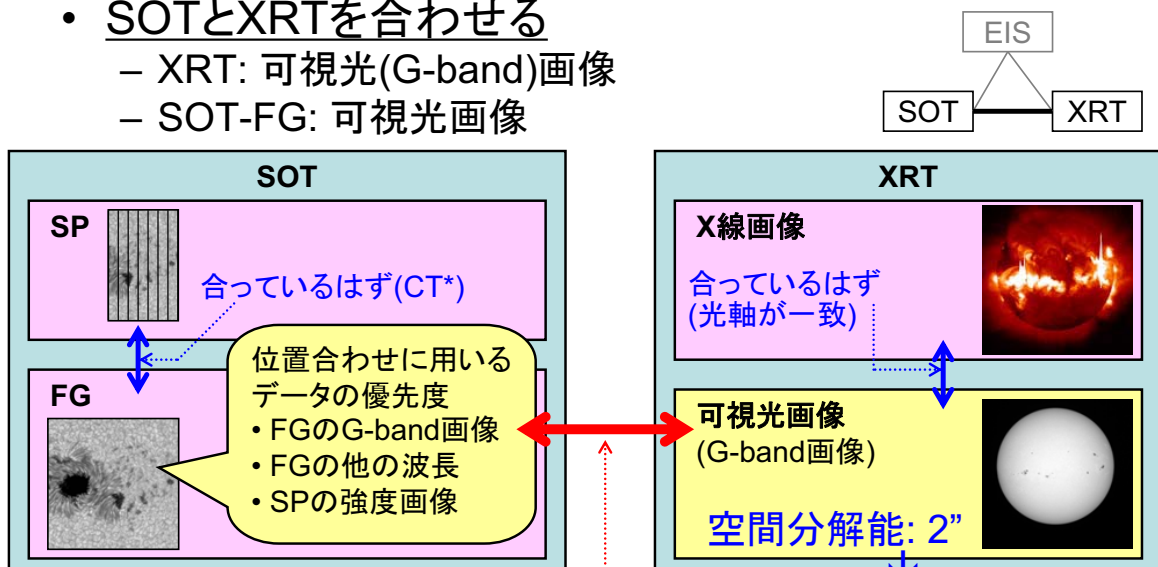 • SOTとXRTを合わせる
– XRT: 可視光(G-band)画像
– SOT-FG: 可視光画像
EIS
SOT
XRT
SOT
SP
合っているはず(CT*)
FG
位置合わせに用いる
データの優先度
• FGのG-band画像
• FGの他の波長
• SPの強度画像
XRT
X線画像
合っているはず
(光軸が一致)
可視光画像
(G-band画像)
空間分解能: 2”